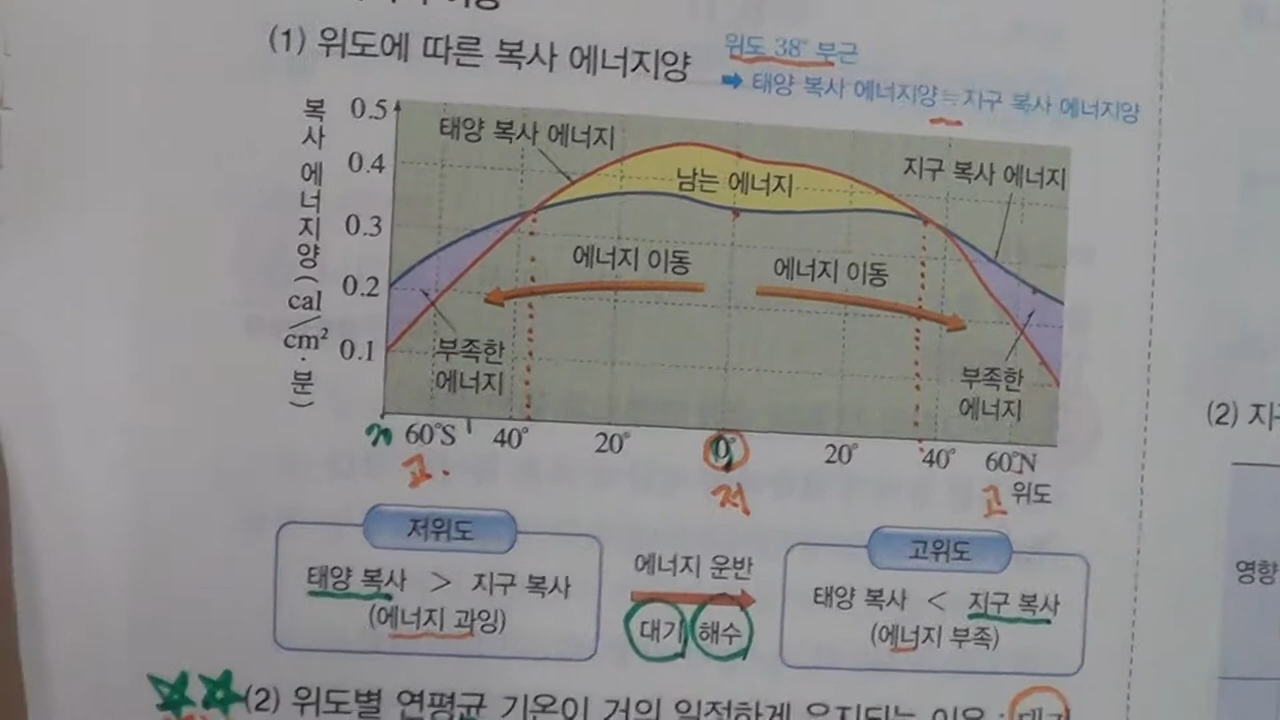 (1) 위도에 따른 복사 에너지양
위도 38° 부근
➡ 태양 복사 에너지양≒지구 복사 에너지양
복사 에너지양(cal/cm²·분)
0.5
0.4
0.3
0.2
0.1
태양 복사 에너지
지구 복사 에너지
남는 에너지
에너지 이동
에너지 이동
부족한
에너지
부족한
에너지
60°S 40° 20° 0° 20° 40° 60°N
고. 저 고 위도
저위도
태양 복사 > 지구 복사
(에너지 과잉)
에너지 운반
대기 해수
고위도
태양 복사 < 지구 복사
(에너지 부족)
(2) 위도별 연평균 기온이 거의 일정하게 유지되는 이유 : 대기
(2)
영향